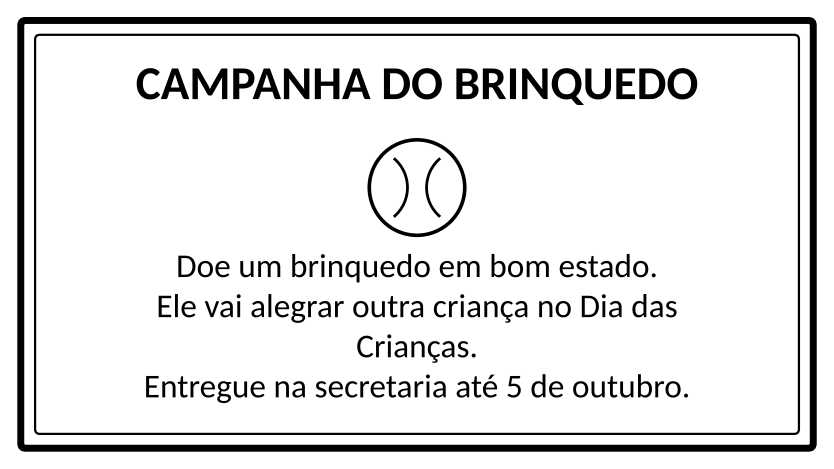 CAMPANHA DO BRINQUEDO
Doe um brinquedo em bom estado.
Ele vai alegrar outra criança no Dia das
Crianças.
Entregue na secretaria até 5 de outubro.